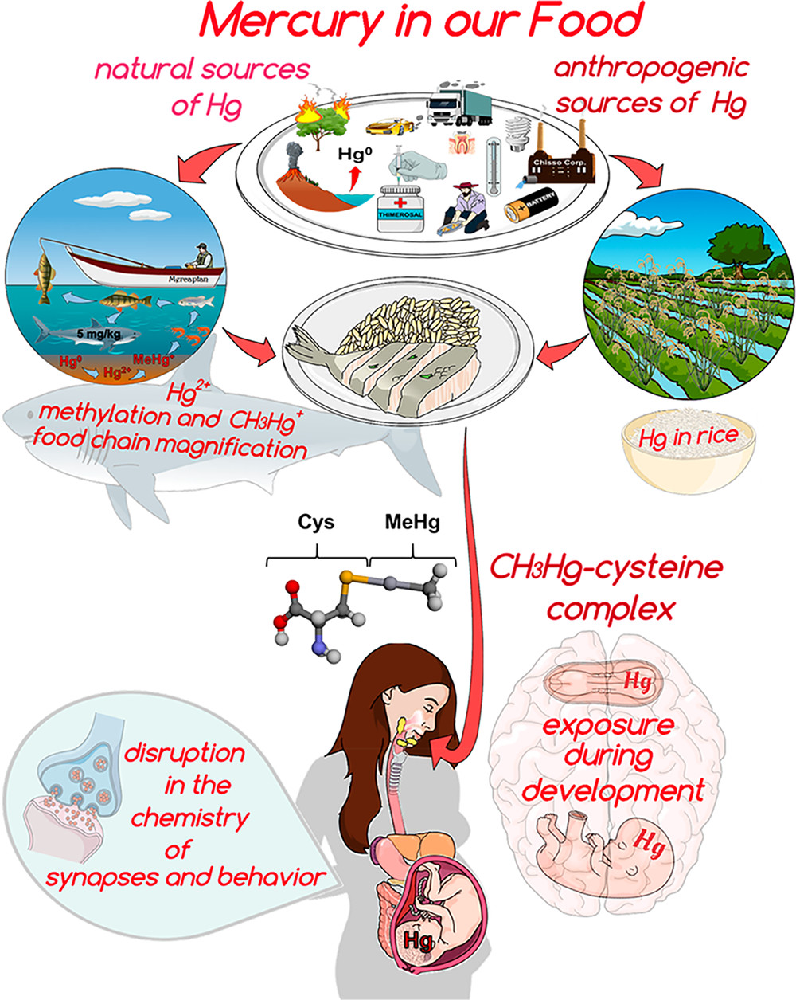 Mercury in our Food
natural sources
of Hg
anthropogenic
sources of Hg
Hg⁰
Chisso Corp.
THIMEROSAL
BATTERY
Mercaptan
5 mg/kg
Hg⁰
Hg²⁺
MeHg⁺
Hg²⁺
methylation and CH₃Hg⁺
food chain magnification
Hg in rice
Cys
MeHg
CH₃Hg-cysteine
complex
Hg
exposure
during
development
Hg
disruption
in the
chemistry
of
synapses and behavior
Hg